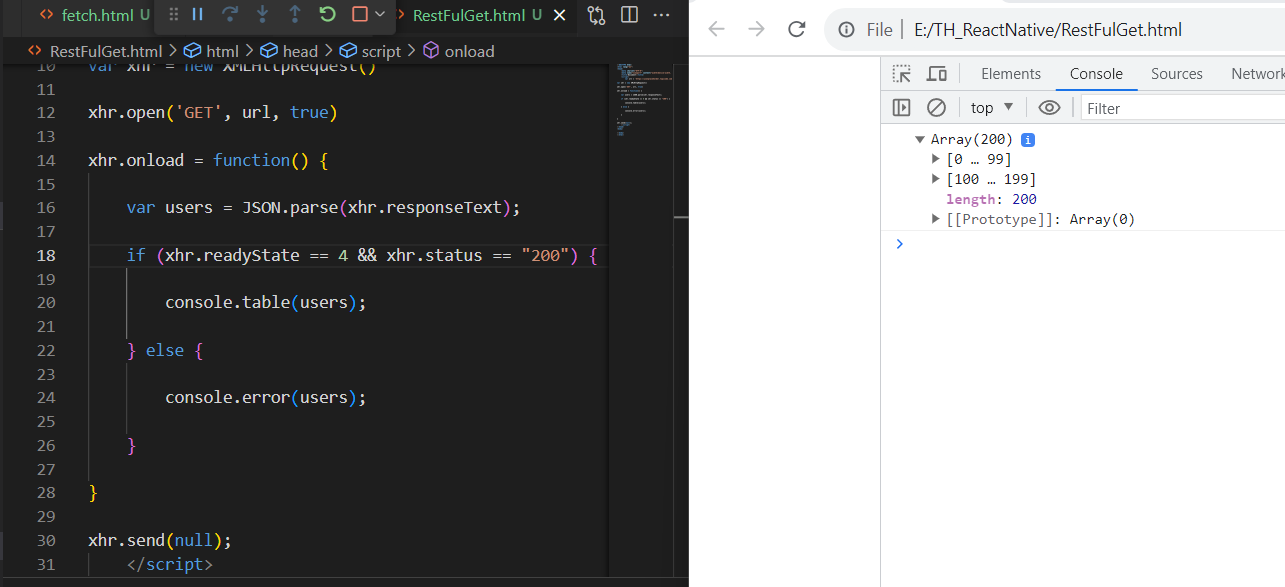 fetch.html U
RestFulGet.html U
RestFulGet.html > html > head > script > onload
10 var xhr = new XMLHttpRequest()
11
12 xhr.open('GET', url, true)
13
14 xhr.onload = function() {
15
16 var users = JSON.parse(xhr.responseText);
17
18 if (xhr.readyState == 4 && xhr.status == "200") {
19
20 console.table(users);
21
22 } else {
23
24 console.error(users);
25
26 }
27
28 }
29
30 xhr.send(null);
31 </script>
File | E:/TH_ReactNative/RestFulGet.html
Elements Console Sources Network
top Filter
Array(200) i
[0 … 99]
[100 … 199]
length: 200
[[Prototype]]: Array(0)